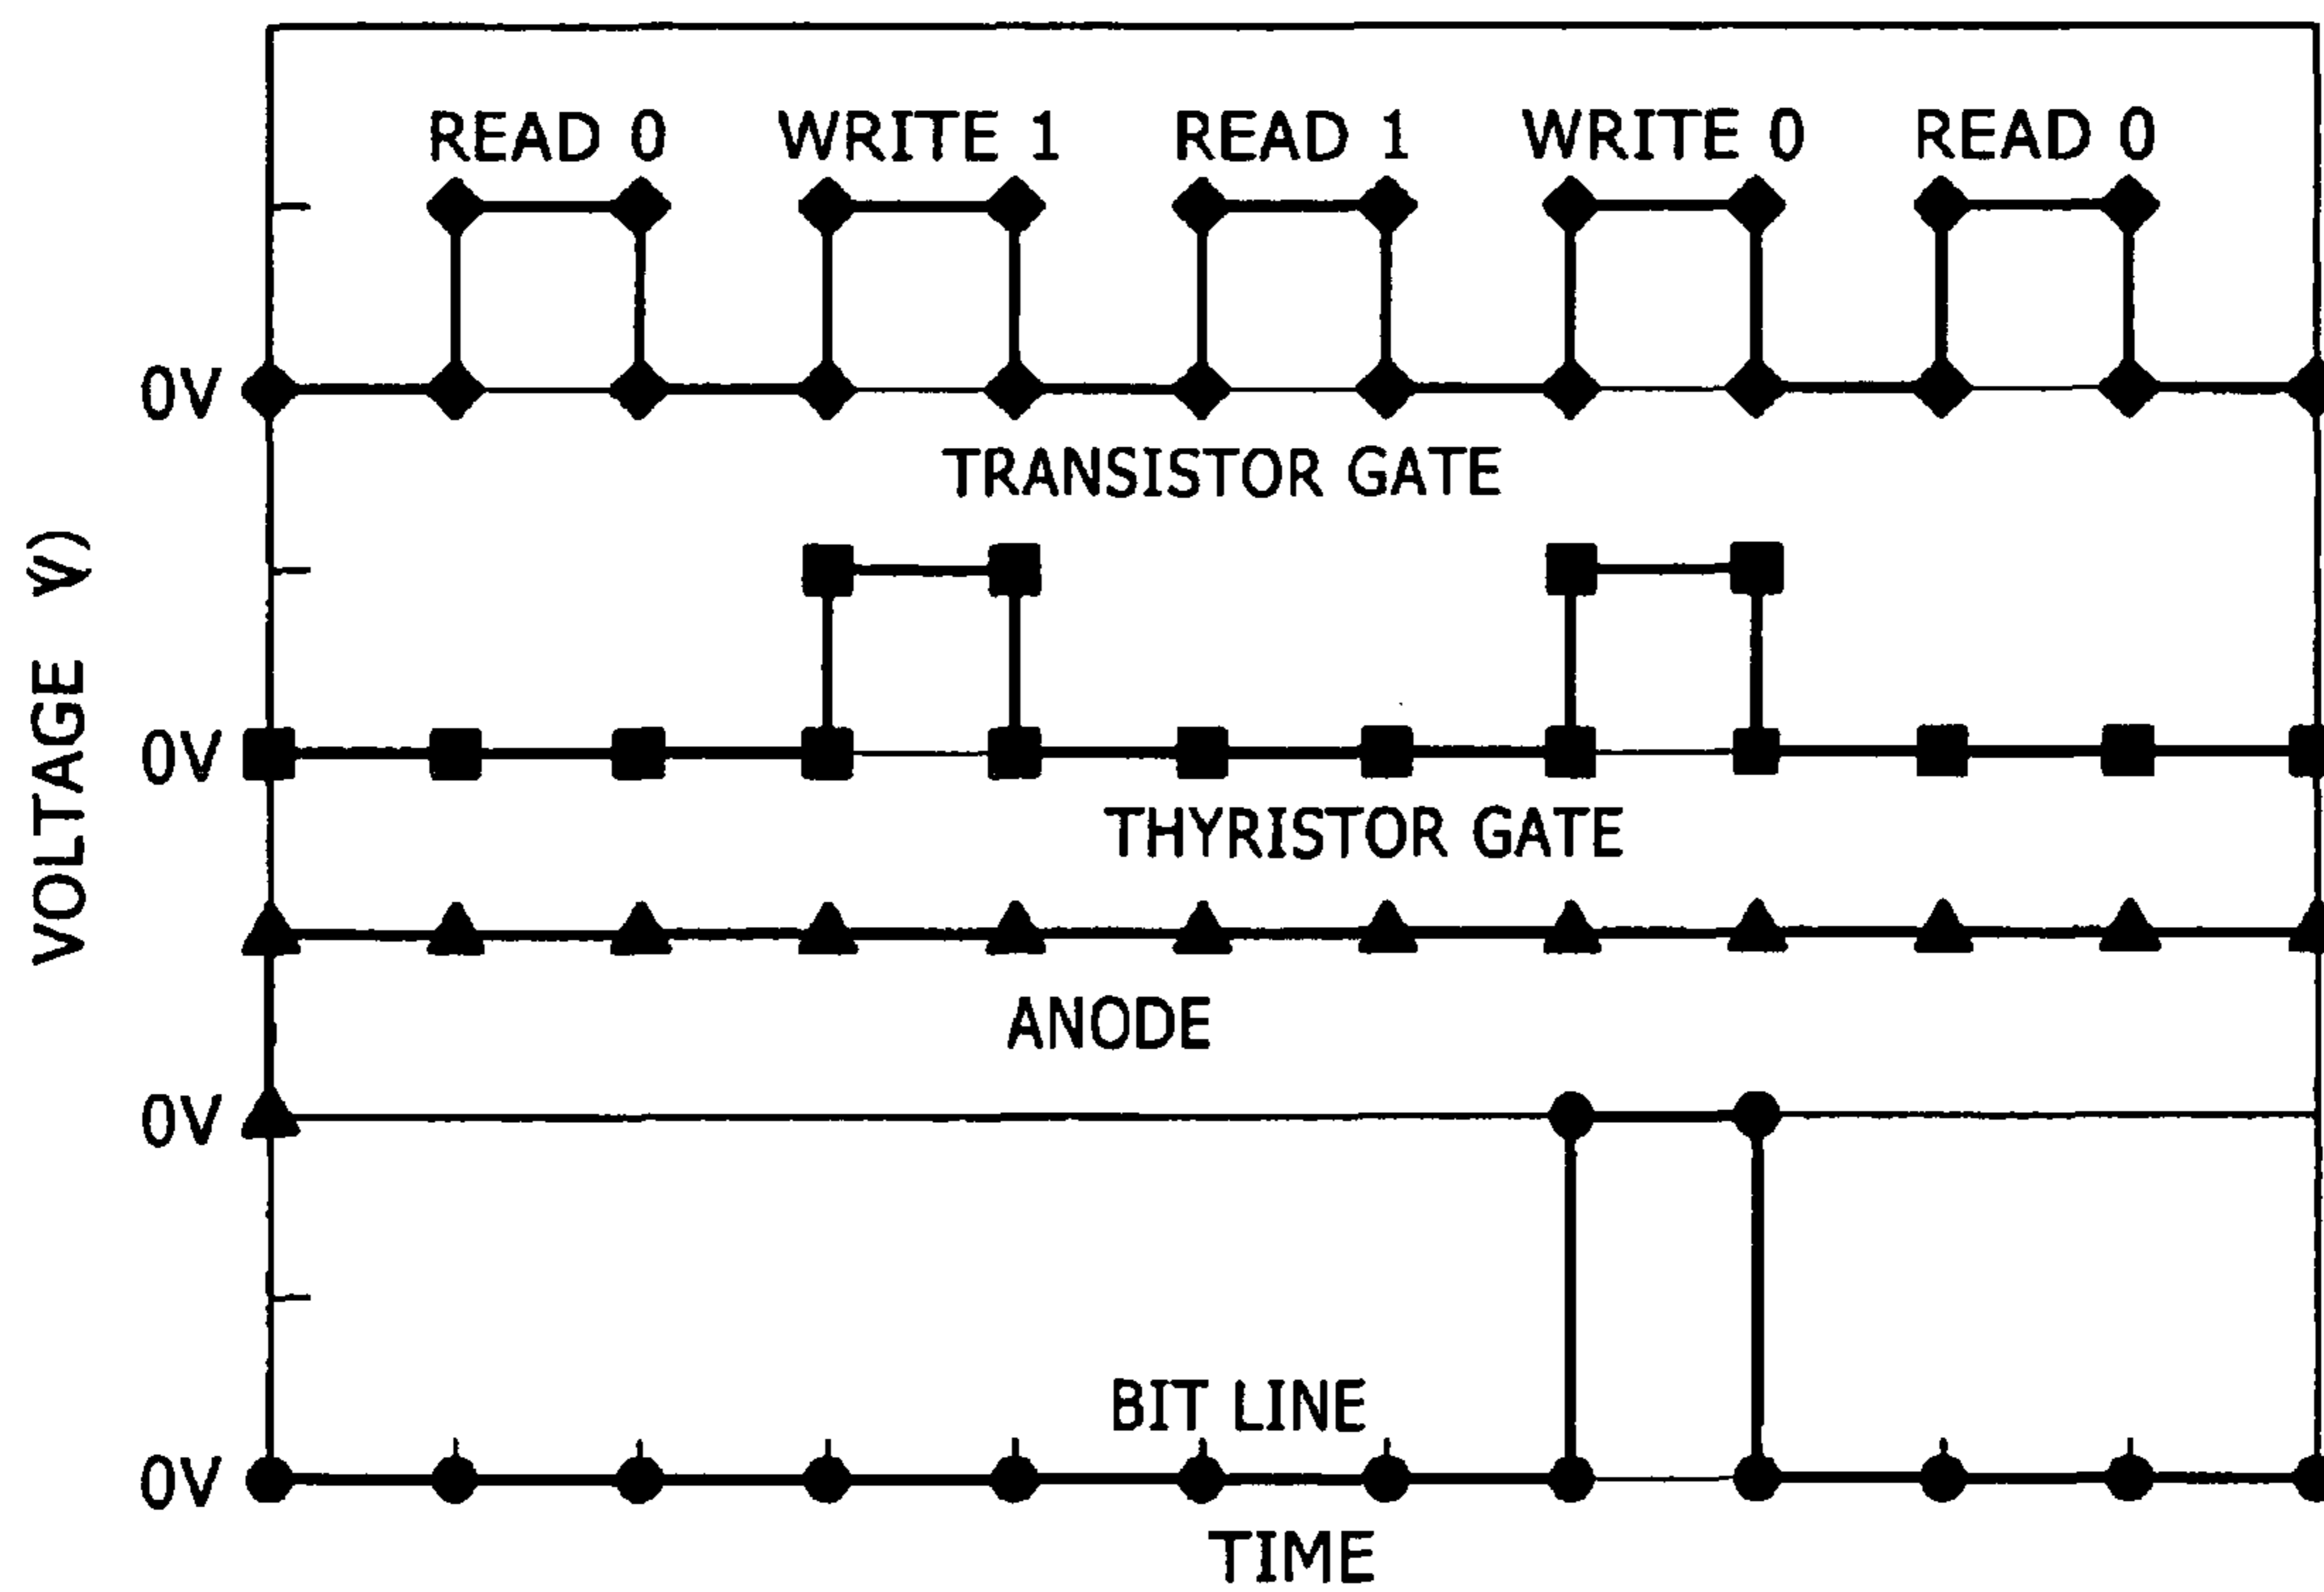 READ 0 WRITE 1 READ 1 WRITE 0 READ 0
0V
TRANSISTOR GATE
VOLTAGE V)
0V
THYRISTOR GATE
ANODE
0V
BIT LINE
0V
TIME